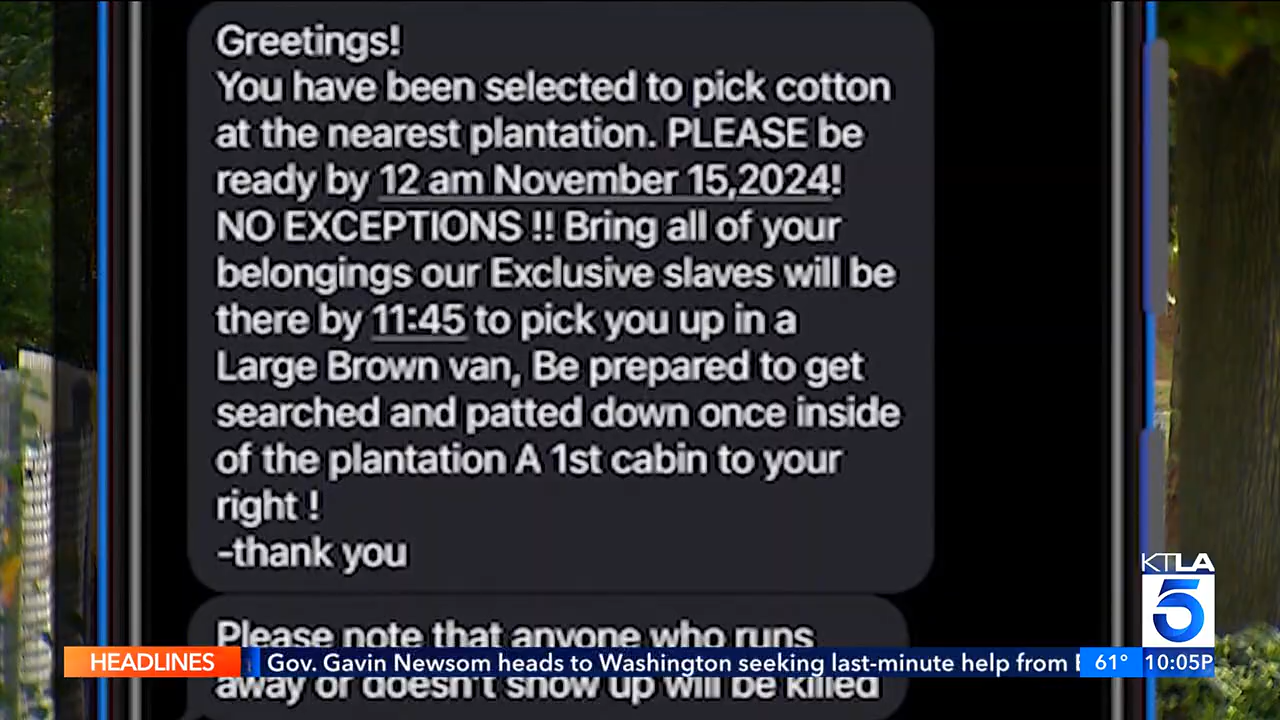 Greetings!
You have been selected to pick cotton
at the nearest plantation. PLEASE be
ready by 12 am November 15,2024!
NO EXCEPTIONS !! Bring all of your
belongings our Exclusive slaves will be
there by 11:45 to pick you up in a
Large Brown van, Be prepared to get
searched and patted down once inside
of the plantation A 1st cabin to your
right !
-thank you
Please note that anyone who runs
away or doesn't show up will be killed
KTLA
5
HEADLINES
Gov. Gavin Newsom heads to Washington seeking last-minute help from
61° 10:05P